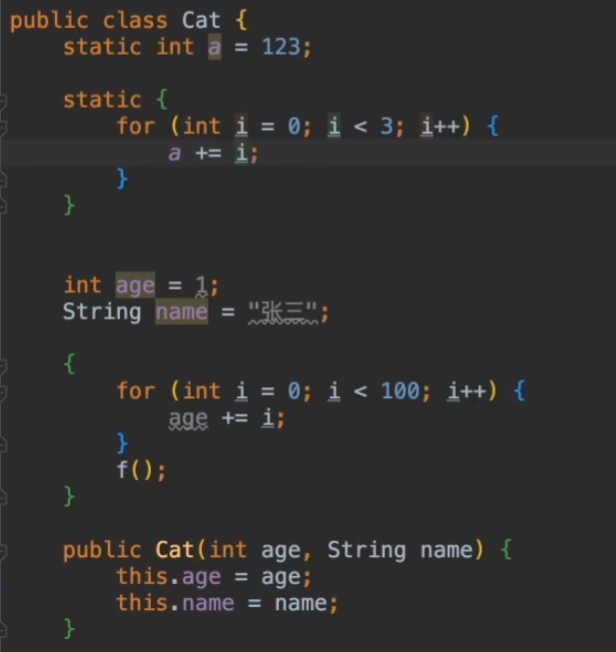 public class Cat {
    static int a = 123;

    static {
        for (int i = 0; i < 3; i++) {
            a += i;
        }
    }


    int age = 1;
    String name = "张三";

    {
        for (int i = 0; i < 100; i++) {
            age += i;
        }
        f();
    }

    public Cat(int age, String name) {
        this.age = age;
        this.name = name;
    }